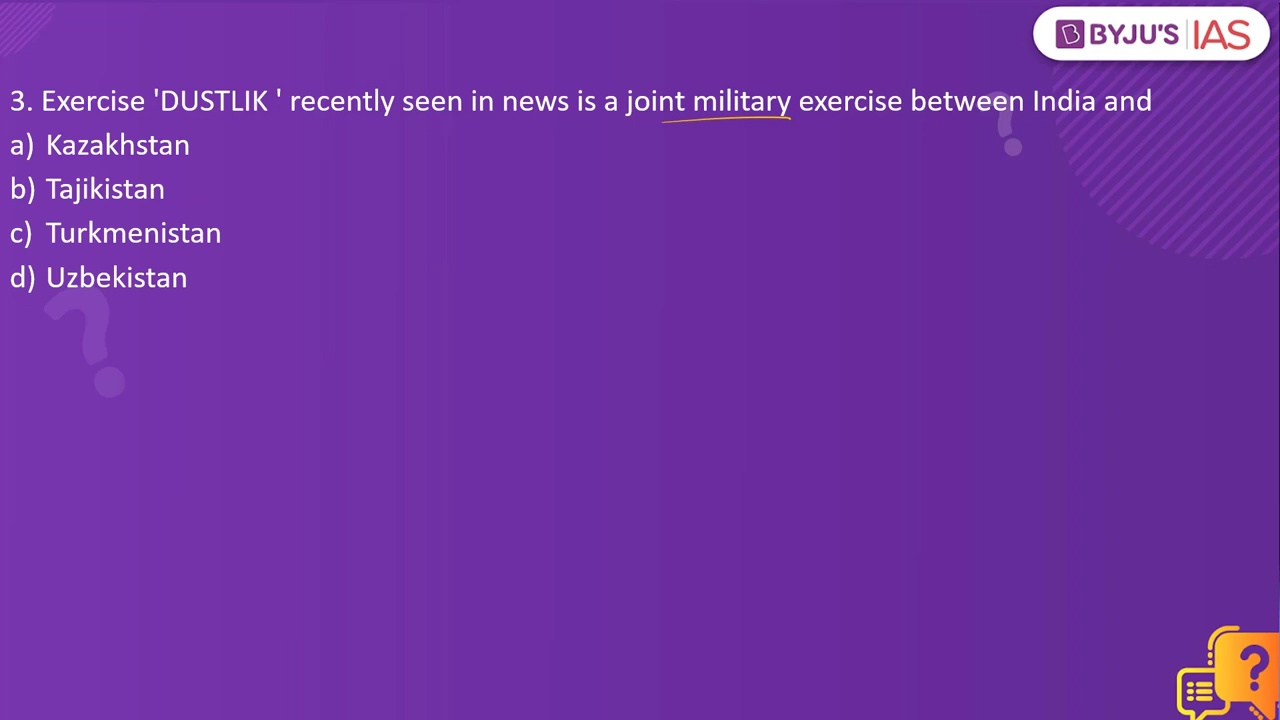 BYJU'S IAS
3. Exercise 'DUSTLIK ' recently seen in news is a joint military exercise between India and
a) Kazakhstan
b) Tajikistan
c) Turkmenistan
d) Uzbekistan